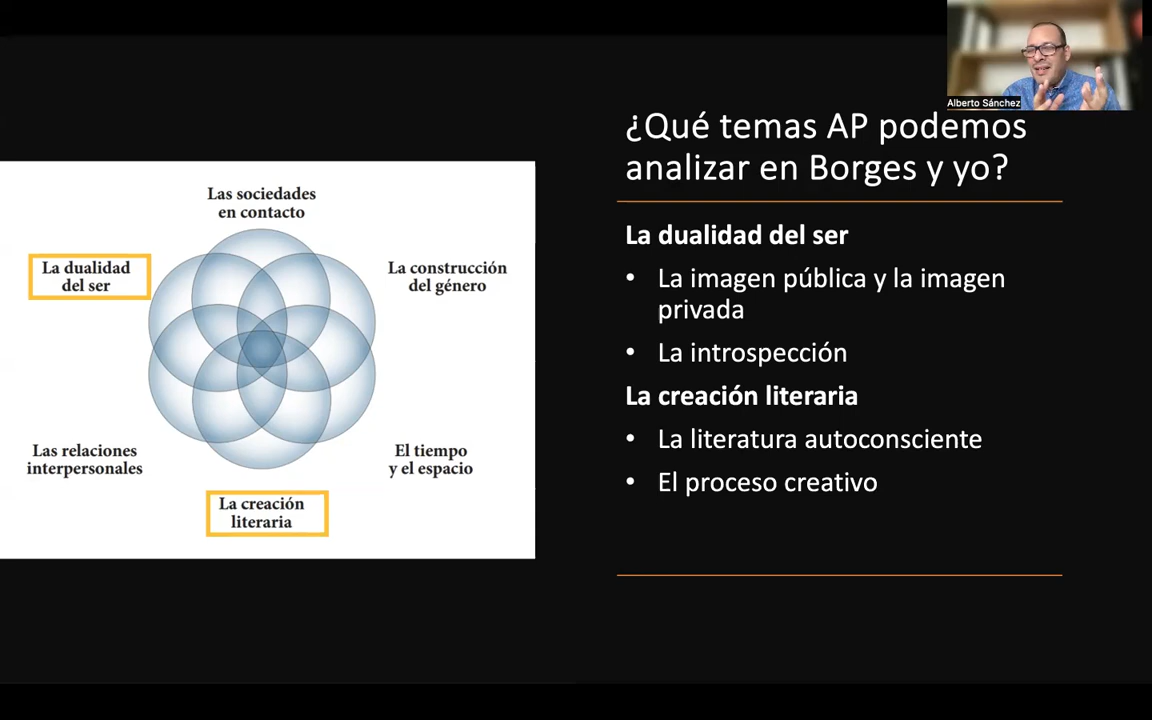 Alberto Sánchez
¿Qué temas AP podemos
analizar en Borges y yo?
Las sociedades
en contacto
La dualidad
del ser
La construcción
del género
Las relaciones
interpersonales
El tiempo
y el espacio
La creación
literaria
La dualidad del ser
• La imagen pública y la imagen
privada
• La introspección
La creación literaria
• La literatura autoconsciente
• El proceso creativo